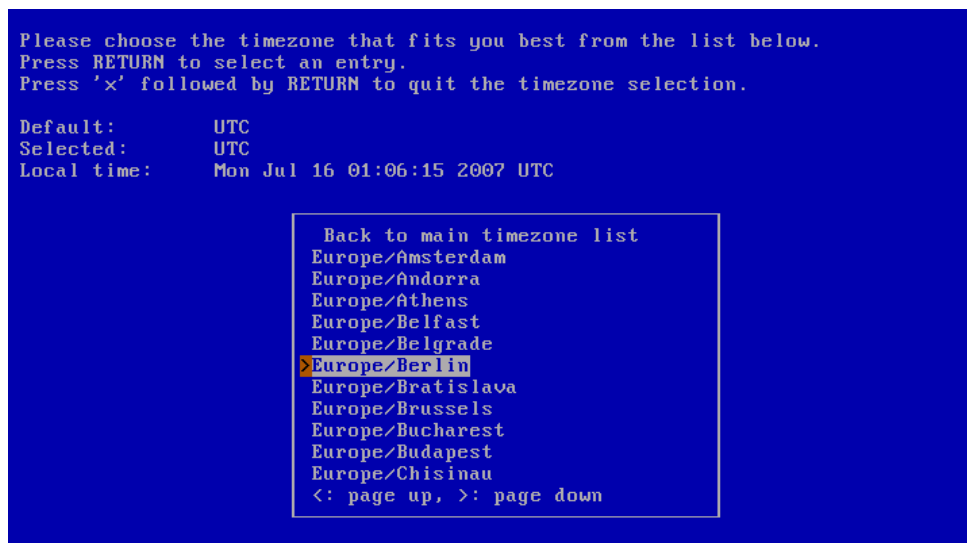 Please choose the timezone that fits you best from the list below.
Press RETURN to select an entry.
Press 'x' followed by RETURN to quit the timezone selection.
Default: UTC
Selected: UTC
Local time: Mon Jul 16 01:06:15 2007 UTC
Back to main timezone list
Europe/Amsterdam
Europe/Andorra
Europe/Athens
Europe/Belfast
Europe/Belgrade
>Europe/Berlin
Europe/Bratislava
Europe/Brussels
Europe/Bucharest
Europe/Budapest
Europe/Chisinau
<: page up, >: page down